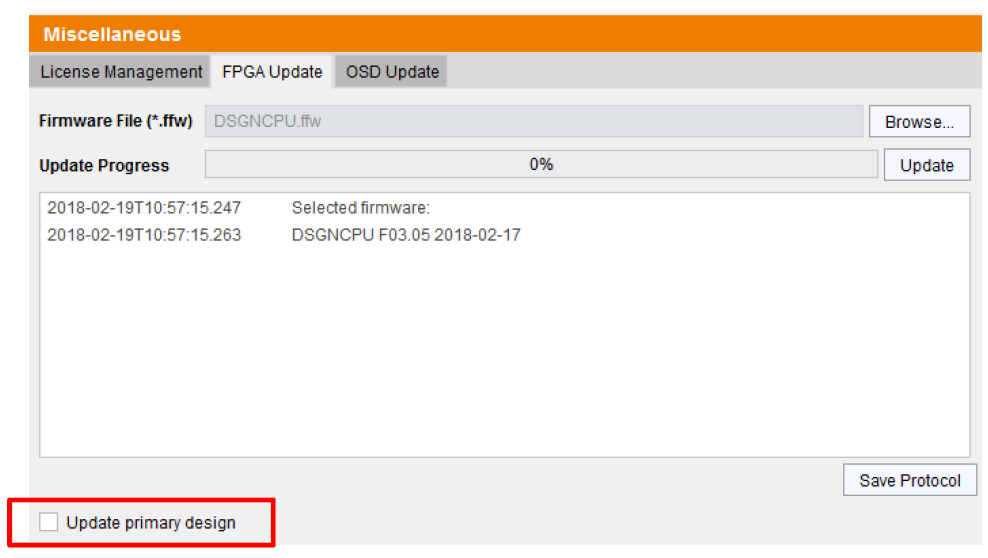 Miscellaneous
License Management FPGA Update OSD Update
Firmware File (*.ffw) DSGNCPU.ffw Browse...
Update Progress 0% Update
2018-02-19T10:57:15.247 Selected firmware:
2018-02-19T10:57:15.263 DSGNCPU F03.05 2018-02-17
Save Protocol
Update primary design